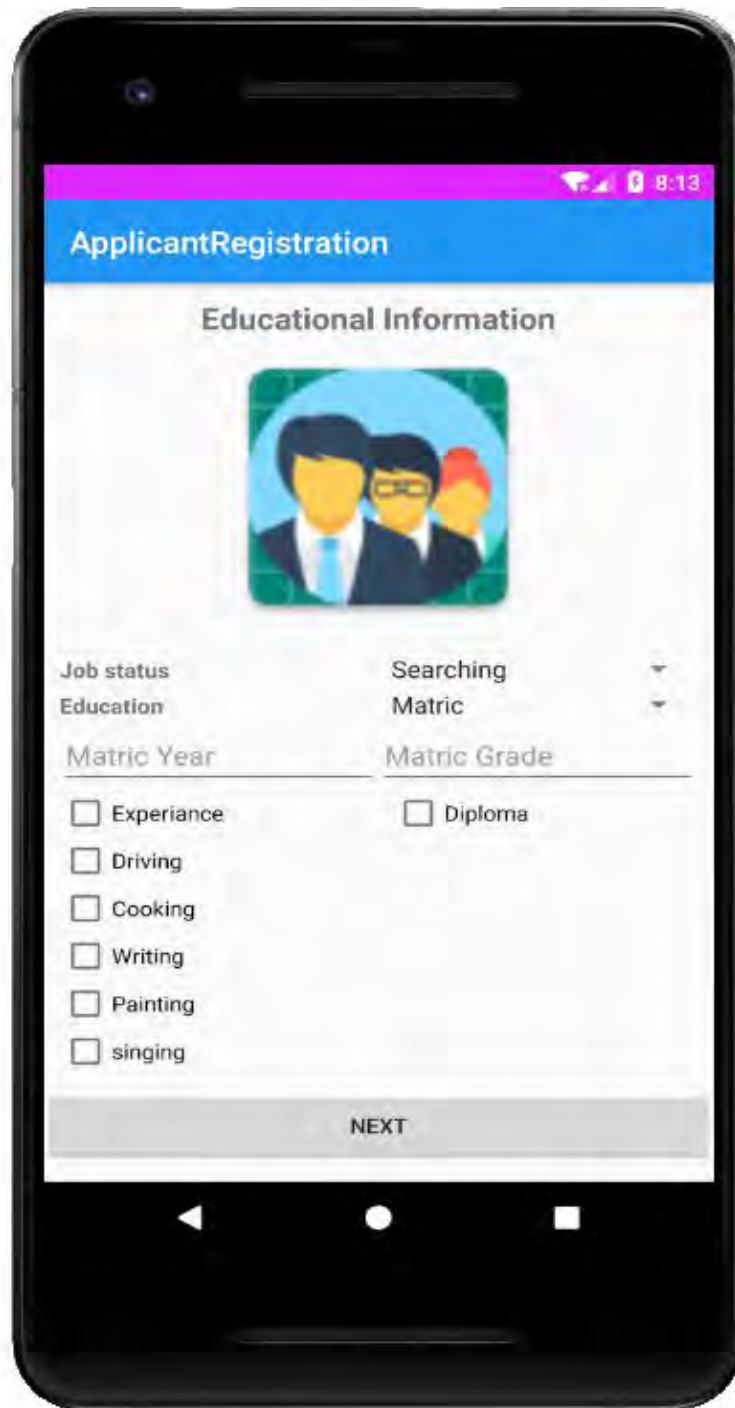 8:13
ApplicantRegistration
Educational Information
Job status Searching
Education Matric
Matric Year Matric Grade
Experiance Diploma
Driving
Cooking
Writing
Painting
singing
NEXT